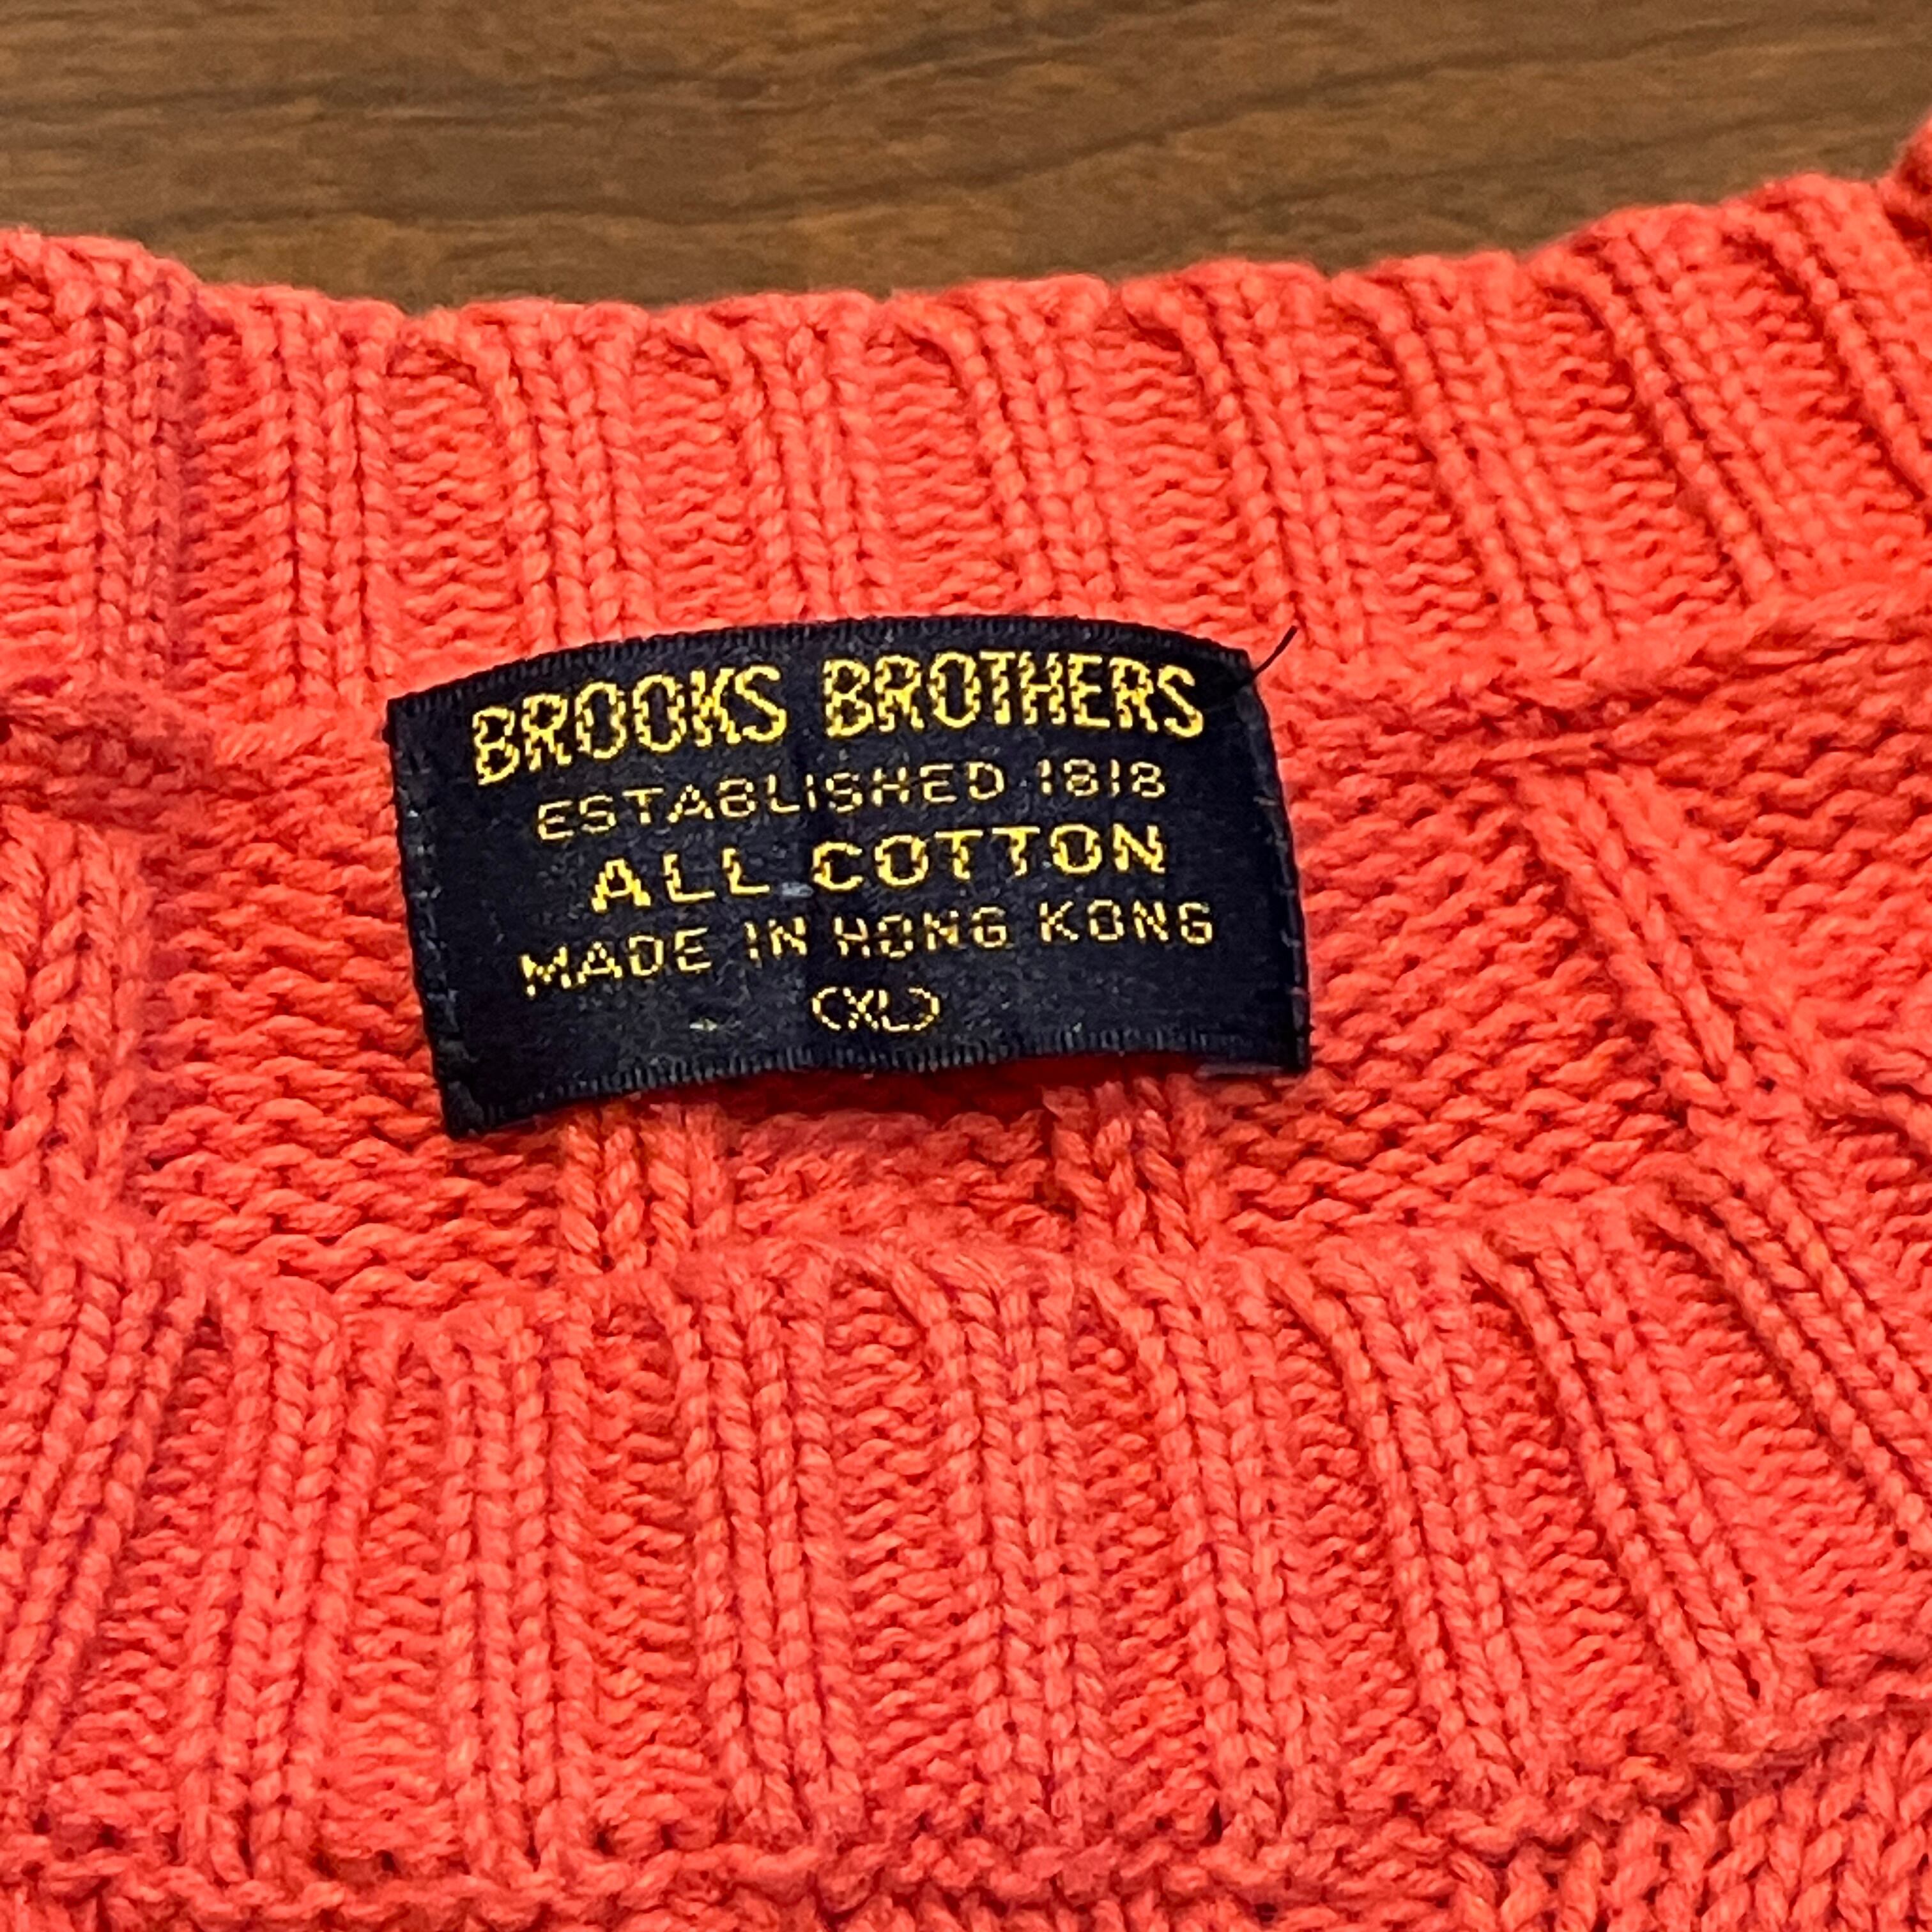 BROOKS BROTHERS
ESTABLISHED 1818
ALL COTTON
MADE IN HONG KONG
(XL)